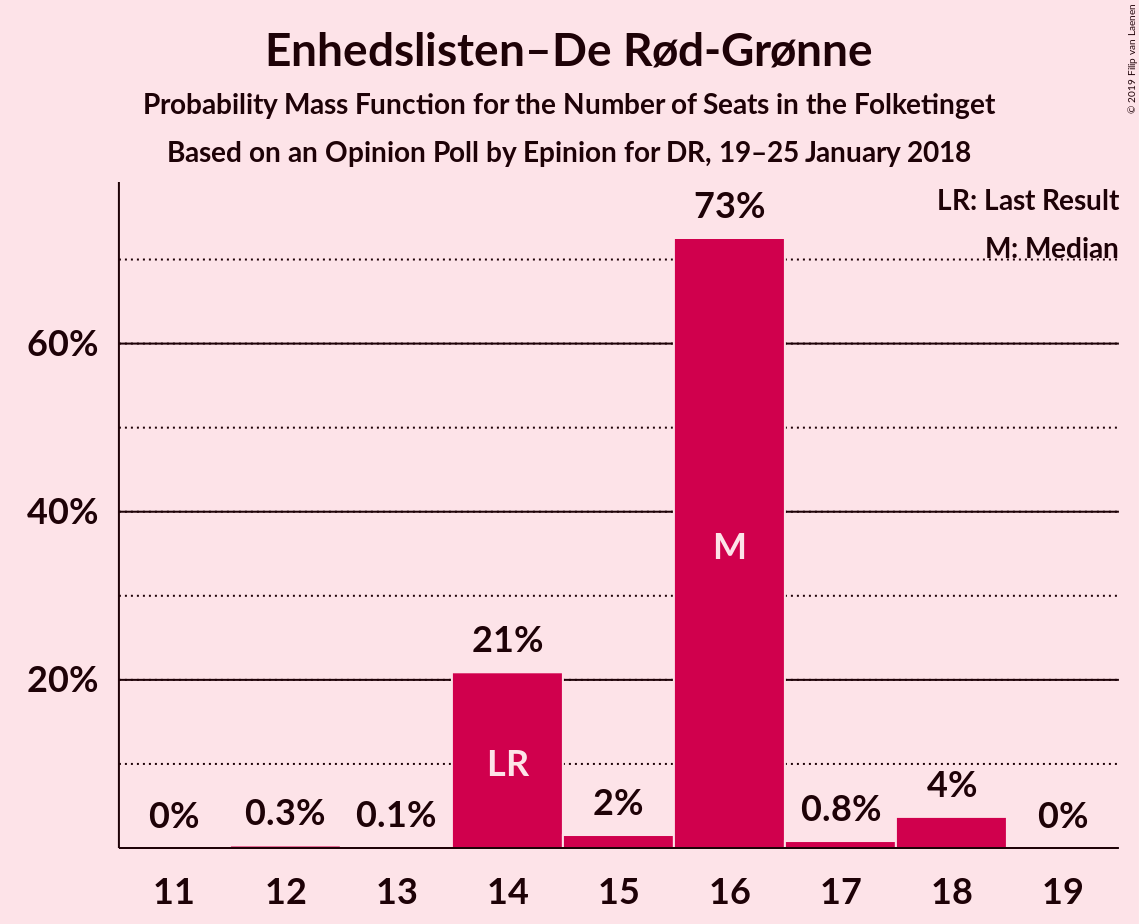 Enhedslisten–De Rød-Grønne
Probability Mass Function for the Number of Seats in the Folketinget
Based on an Opinion Poll by Epinion for DR, 19–25 January 2018
© 2019 Filip van Laenen
LR: Last Result
M: Median
73%
60%
40%
M
21%
20%
LR
0%
0.3%
0.1%
2%
0.8%
4%
0%
11 12 13 14 15 16 17 18 19